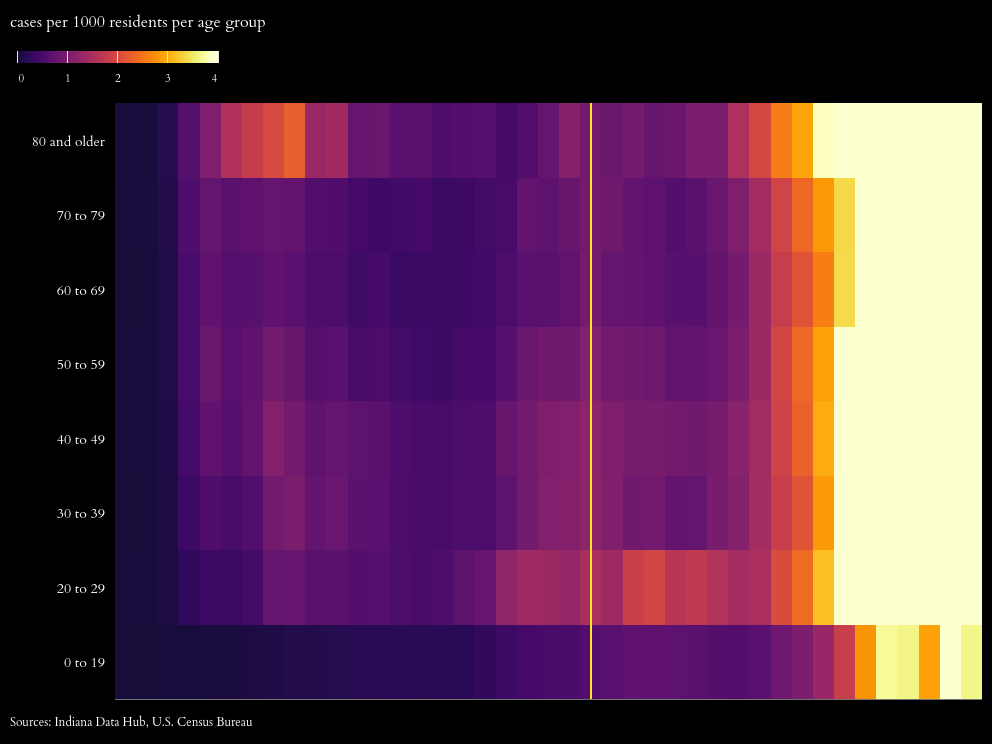 cases per 1000 residents per age group
0 1 2 3 4
80 and older
70 to 79
60 to 69
50 to 59
40 to 49
30 to 39
20 to 29
0 to 19
Sources: Indiana Data Hub, U.S. Census Bureau